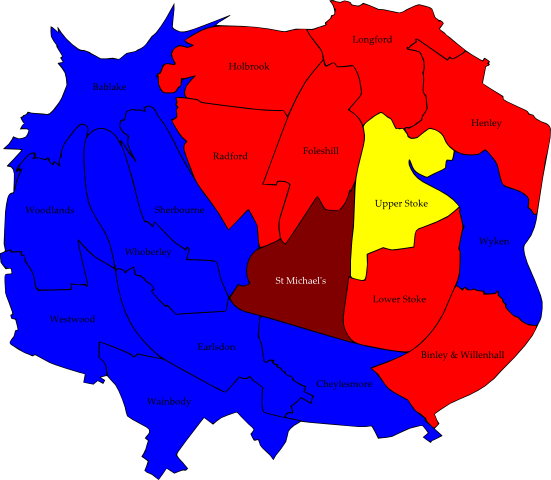 Longford
Holbrook
Bablake
Henley
Foleshill
Radford
Upper Stoke
Woodlands
Sherbourne
Wyken
Whoberley
St Michael's
Lower Stoke
Westwood
Earlsdon
Binley & Willenhall
Cheylesmore
Wainbody